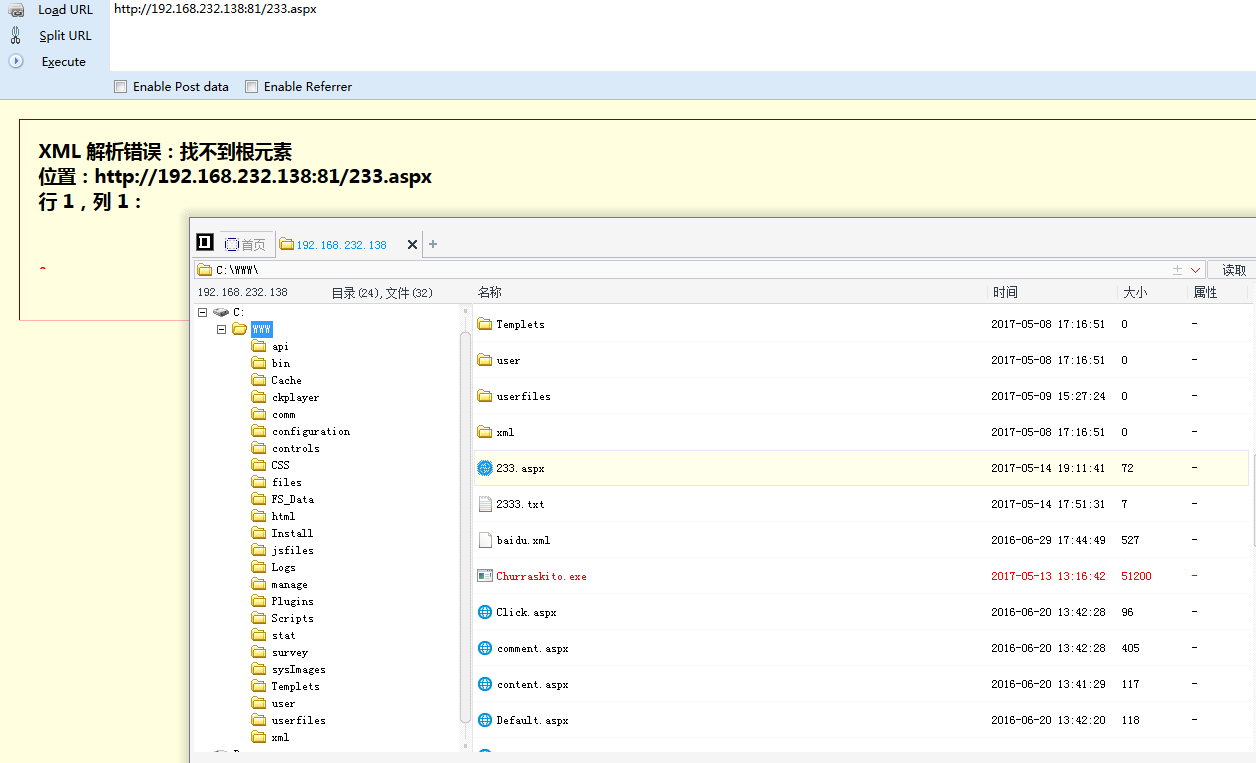 Load URL
http://192.168.232.138:81/233.aspx
Split URL
Execute
Enable Post data
Enable Referrer
XML 解析错误：找不到根元素
位置：http://192.168.232.138:81/233.aspx
行 1，列 1：
^
首页
192.168.232.138
C:\WWW\
读取
192.168.232.138
目录(24),文件(32)
名称
时间
大小
属性
C:
WWW
api
bin
Cache
ckplayer
comm
configuration
controls
CSS
files
FS_Data
html
Install
jsfiles
Logs
manage
Plugins
Scripts
stat
survey
sysImages
Templets
user
userfiles
xml
Templets 2017-05-08 17:16:51 0 -
user 2017-05-08 17:16:51 0 -
userfiles 2017-05-09 15:27:24 0 -
xml 2017-05-08 17:16:51 0 -
233.aspx 2017-05-14 19:11:41 72 -
2333.txt 2017-05-14 17:51:31 7 -
baidu.xml 2016-06-29 17:44:49 527 -
Churraskito.exe 2017-05-13 13:16:42 51200 -
Click.aspx 2016-06-20 13:42:28 96 -
comment.aspx 2016-06-20 13:42:28 405 -
content.aspx 2016-06-20 13:41:29 117 -
Default.aspx 2016-06-20 13:42:20 118 -